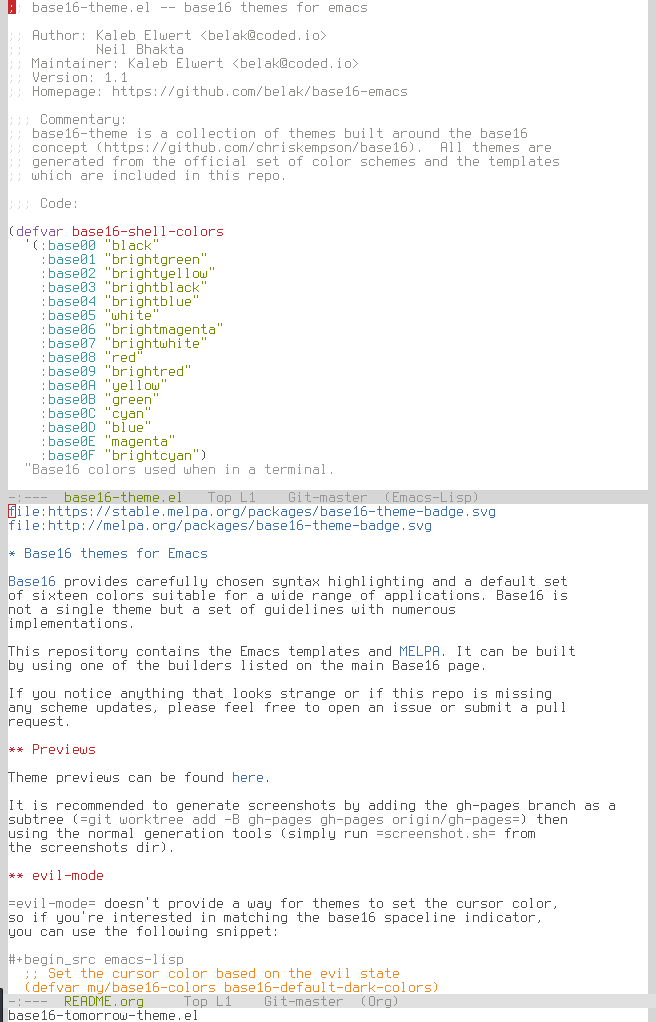 ;;; base16-theme.el -- base16 themes for emacs
;; Author: Kaleb Elwert <belak@coded.io>
;;         Neil Bhakta
;; Maintainer: Kaleb Elwert <belak@coded.io>
;; Version: 1.1
;; Homepage: https://github.com/belak/base16-emacs
;;; Commentary:
;; base16-theme is a collection of themes built around the base16
;; concept (https://github.com/chriskempson/base16).  All themes are
;; generated from the official set of color schemes and the templates
;; which are included in this repo.
;;; Code:
(defvar base16-shell-colors
  '(:base00 "black"
    :base01 "brightgreen"
    :base02 "brightyellow"
    :base03 "brightblack"
    :base04 "brightblue"
    :base05 "white"
    :base06 "brightmagenta"
    :base07 "brightwhite"
    :base08 "red"
    :base09 "brightred"
    :base0A "yellow"
    :base0B "green"
    :base0C "cyan"
    :base0D "blue"
    :base0E "magenta"
    :base0F "brightcyan")
  "Base16 colors used when in a terminal.
-:---  base16-theme.el   Top L1    Git-master  (Emacs-Lisp)
file:https://stable.melpa.org/packages/base16-theme-badge.svg
file:http://melpa.org/packages/base16-theme-badge.svg
* Base16 themes for Emacs
Base16 provides carefully chosen syntax highlighting and a default set
of sixteen colors suitable for a wide range of applications. Base16 is
not a single theme but a set of guidelines with numerous
implementations.
This repository contains the Emacs templates and MELPA. It can be built
by using one of the builders listed on the main Base16 page.
If you notice anything that looks strange or if this repo is missing
any scheme updates, please feel free to open an issue or submit a pull
request.
** Previews
Theme previews can be found here.
It is recommended to generate screenshots by adding the gh-pages branch as a
subtree (=git worktree add -B gh-pages gh-pages origin/gh-pages=) then
using the normal generation tools (simply run =screenshot.sh= from
the screenshots dir).
** evil-mode
=evil-mode= doesn't provide a way for themes to set the cursor color,
so if you're interested in matching the base16 spaceline indicator,
you can use the following snippet:
#+begin_src emacs-lisp
  ;; Set the cursor color based on the evil state
  (defvar my/base16-colors base16-default-dark-colors)
-:---  README.org     Top L1    Git-master  (Org)
base16-tomorrow-theme.el